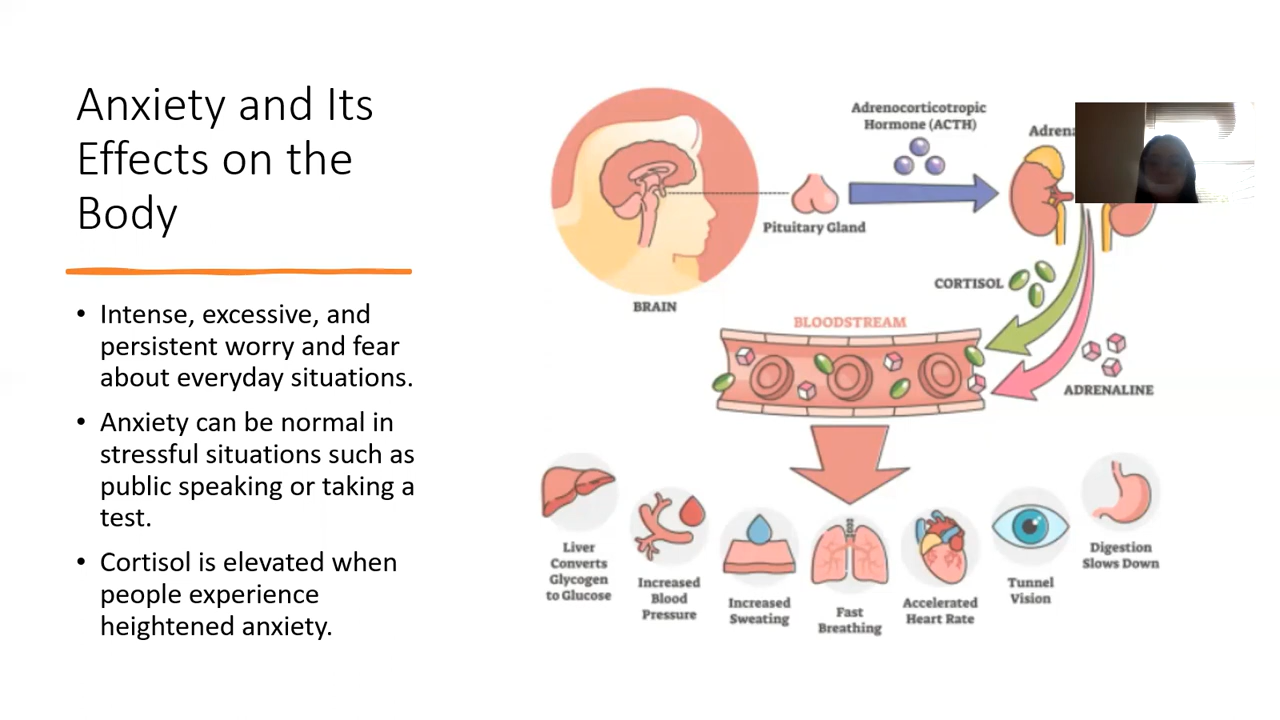 Anxiety and Its
Effects on the
Body
• Intense, excessive, and
persistent worry and fear
about everyday situations.
• Anxiety can be normal in
stressful situations such as
public speaking or taking a
test.
• Cortisol is elevated when
people experience
heightened anxiety.
Adrenocorticotropic
Hormone (ACTH)
Pituitary Gland
BRAIN
CORTISOL
BLOODSTREAM
ADRENALINE
Liver
Converts
Glycogen
to Glucose
Increased
Blood
Pressure
Increased
Sweating
Fast
Breathing
Accelerated
Heart Rate
Tunnel
Vision
Digestion
Slows Down